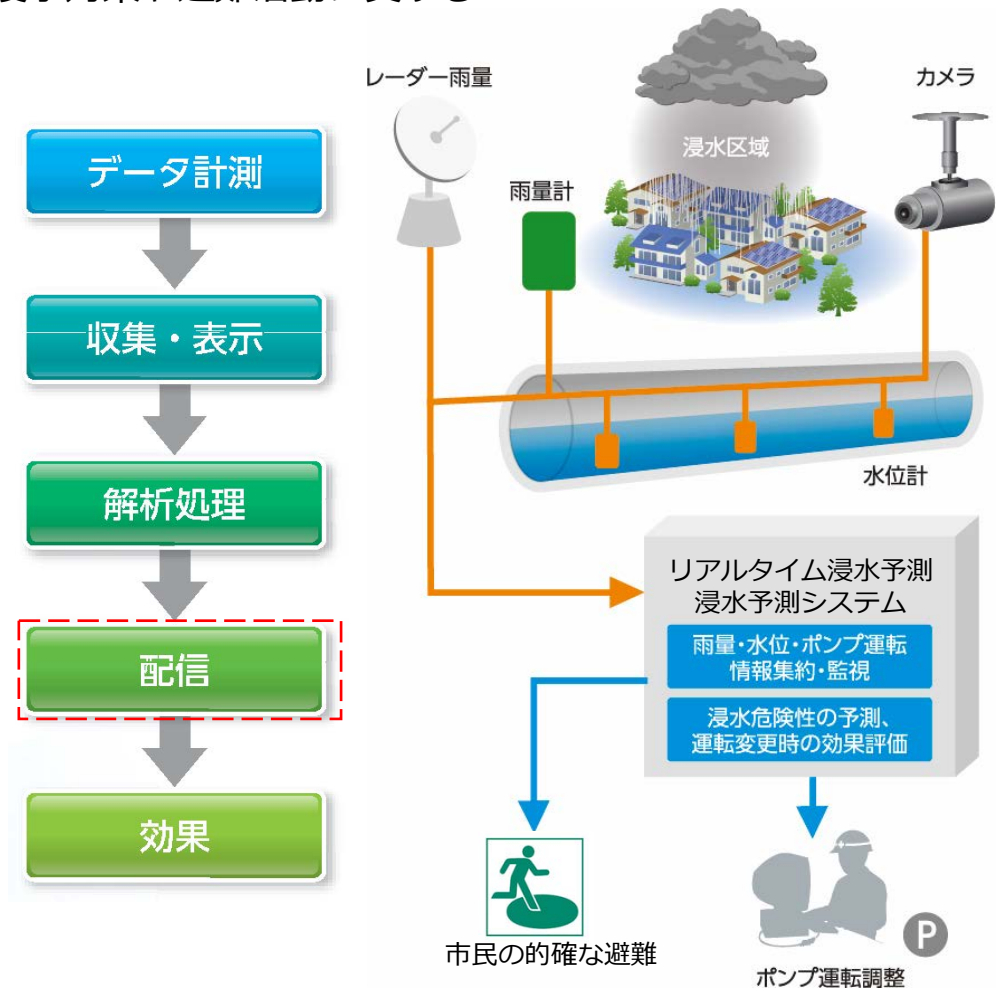 データ計測
収集・表示
解析処理
配信
効果
レーダー雨量
カメラ
浸水区域
雨量計
水位計
リアルタイム浸水予測
浸水予測システム
雨量・水位・ポンプ運転
情報集約・監視
浸水危険性の予測、
運転変更時の効果評価
市民の的確な避難
P
ポンプ運転調整